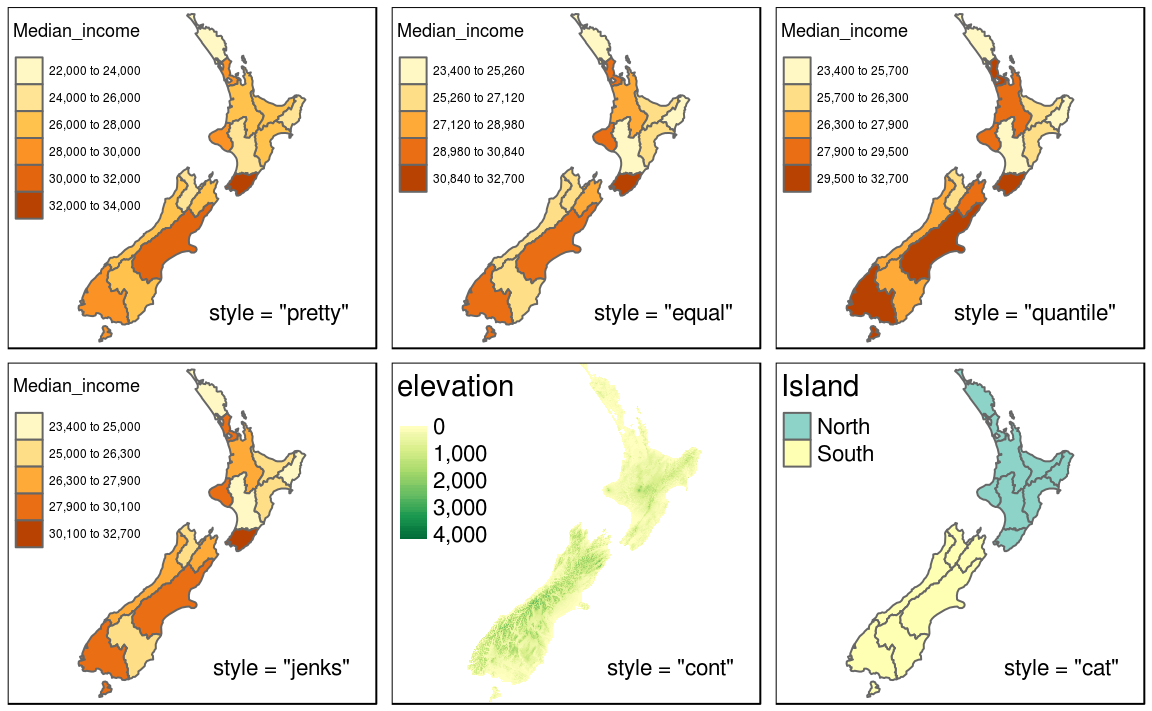 Median_income
22,000 to 24,000
24,000 to 26,000
26,000 to 28,000
28,000 to 30,000
30,000 to 32,000
32,000 to 34,000
style = "pretty"
Median_income
23,400 to 25,260
25,260 to 27,120
27,120 to 28,980
28,980 to 30,840
30,840 to 32,700
style = "equal"
Median_income
23,400 to 25,700
25,700 to 26,300
26,300 to 27,900
27,900 to 29,500
29,500 to 32,700
style = "quantile"
Median_income
23,400 to 25,000
25,000 to 26,300
26,300 to 27,900
27,900 to 30,100
30,100 to 32,700
style = "jenks"
elevation
0
1,000
2,000
3,000
4,000
style = "cont"
Island
North
South
style = "cat"